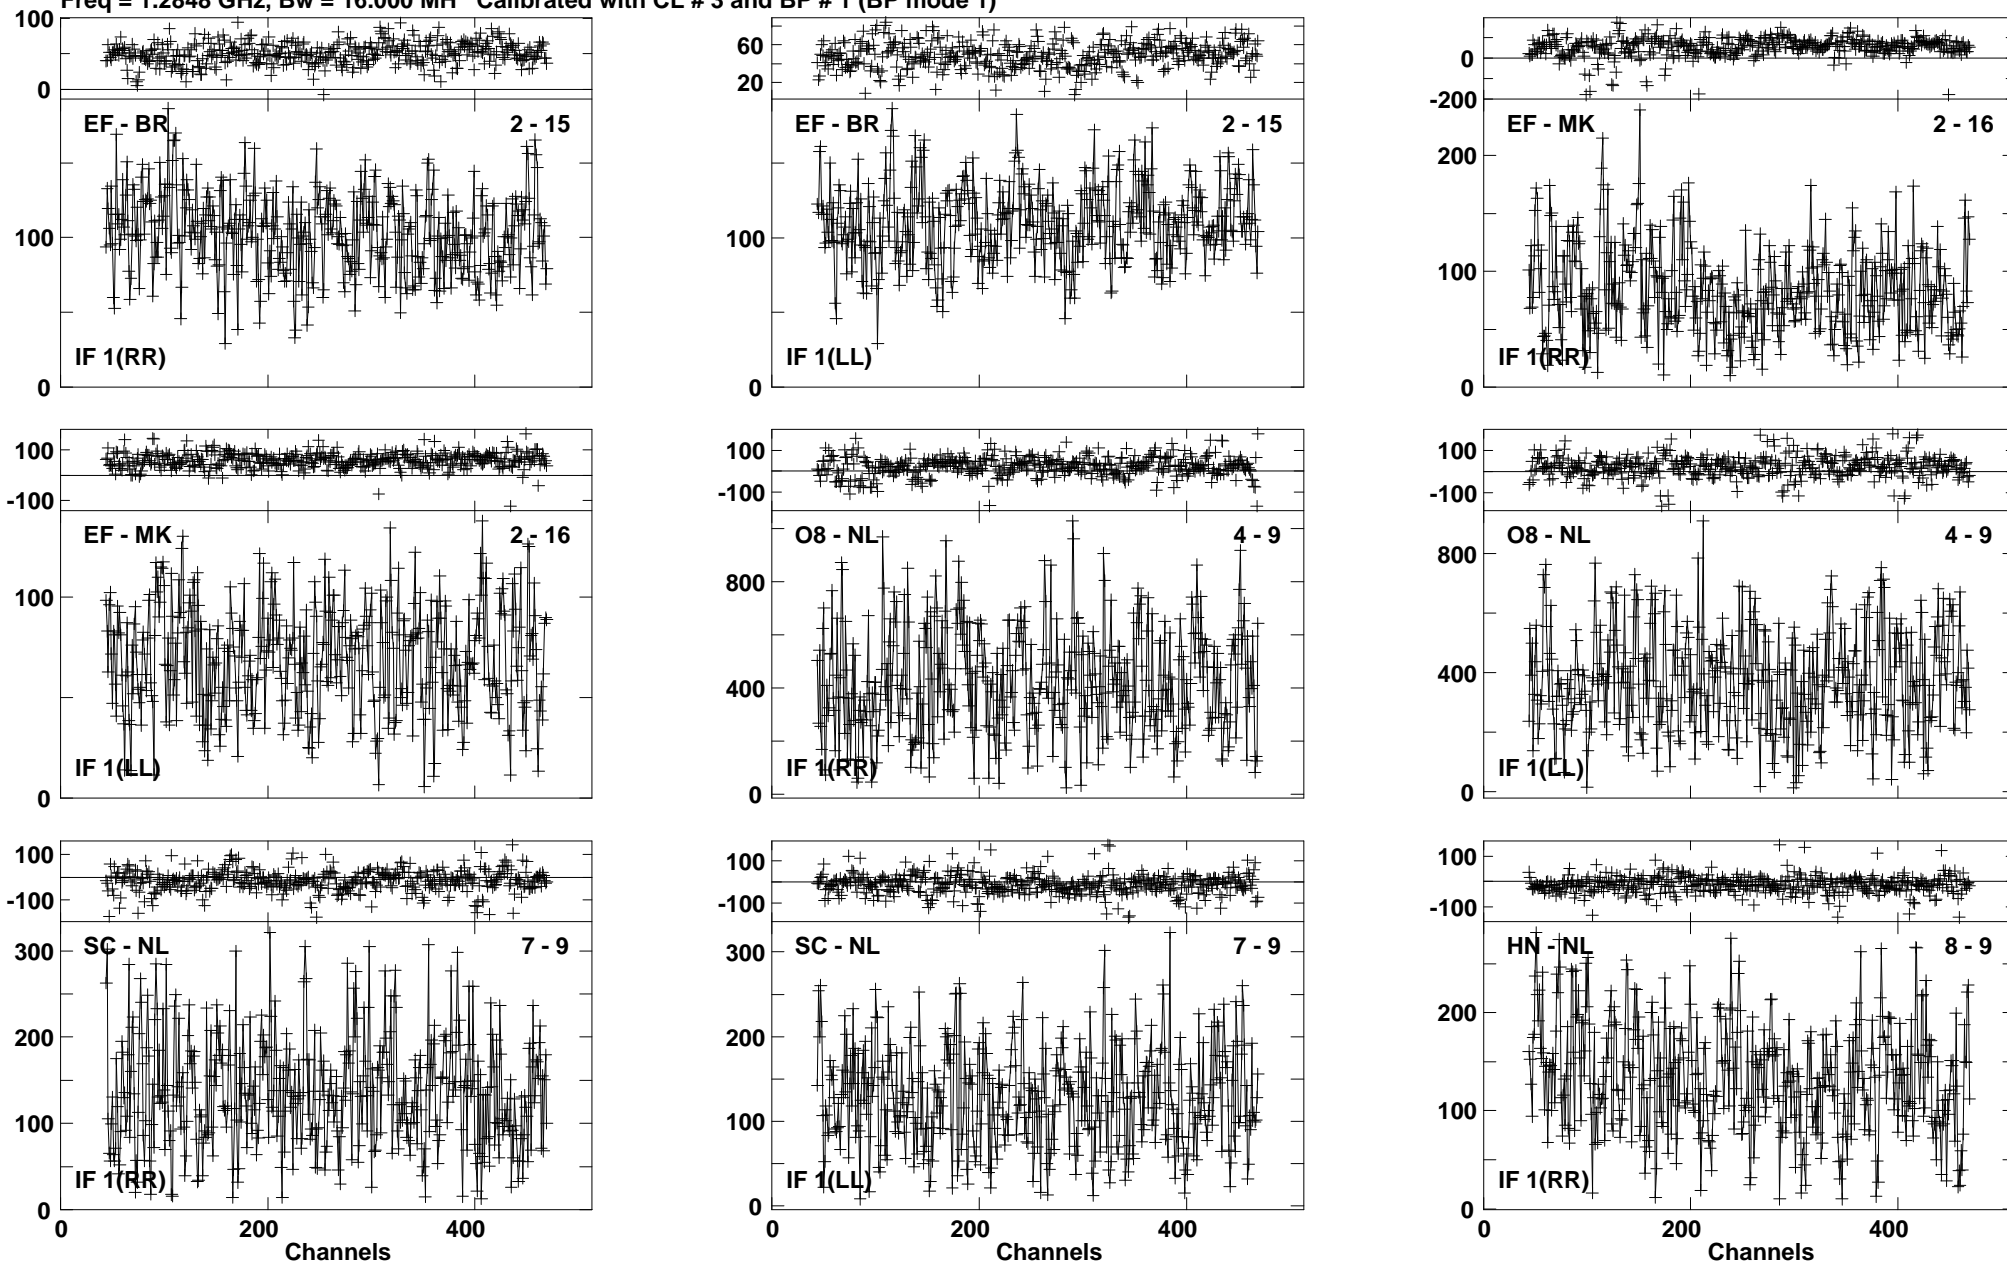 Freq = 1.2848 GHz, Bw = 16.000 MH Calibrated with CL # 3 and BP # 1 (BP mode 1)
100
0
60
20
0
-200
EF - BR 2 - 15
100
IF 1(RR)
0
EF - BR 2 - 15
100
IF 1(LL)
0
EF - MK 2 - 16
200
100
IF 1(RR)
0
100
-100
100
-100
100
-100
EF - MK 2 - 16
100
IF 1(LL)
0
O8 - NL 4 - 9
800
400
IF 1(RR)
0
O8 - NL 4 - 9
800
400
IF 1(LL)
0
100
-100
100
-100
100
-100
SC - NL 7 - 9
300
200
100
IF 1(RR)
0
0 200 400
Channels
SC - NL 7 - 9
300
200
100
IF 1(LL)
0
0 200 400
Channels
HN - NL 8 - 9
200
100
IF 1(RR)
0
0 200 400
Channels